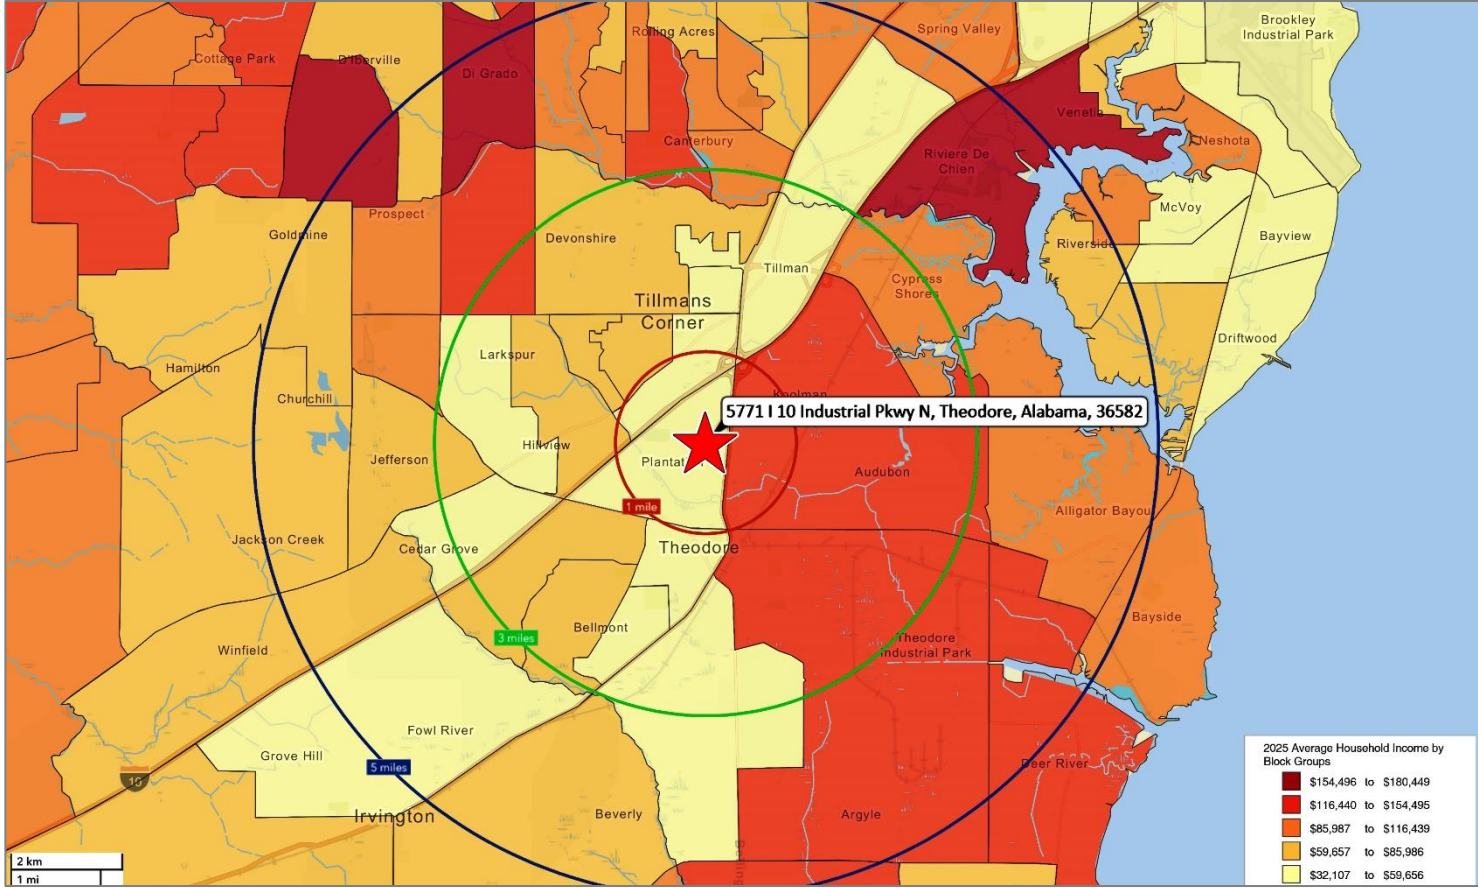 Brookley
Industrial Park
Spring Valley
Rolling Acres
Cottage Park
D'Iberville
Di Grado
Venetia
Canterbury
Neshota
Riviere De
Chien
Prospect
McVoy
Goldmine
Devonshire
Bayview
Riverside
Tillman
Cypress
Shores
Tillmans
Corner
Driftwood
Larkspur
Hamilton
Churchill
5771 I 10 Industrial Pkwy N, Theodore, Alabama, 36582
Hillview
Jefferson
Audubon
1 mile
Alligator Bayou
Jackson Creek
Cedar Grove
Theodore
Bayside
Bellmont
3 miles
Theodore
Industrial Park
Winfield
Fowl River
Grove Hill
5 miles
Deer River
10
Irvington
Beverly
Argyle
2025 Average Household Income by
Block Groups
$154,496 to $180,449
$116,440 to $154,495
$85,987 to $116,439
$59,657 to $85,986
$32,107 to $59,656
2 km
1 mi